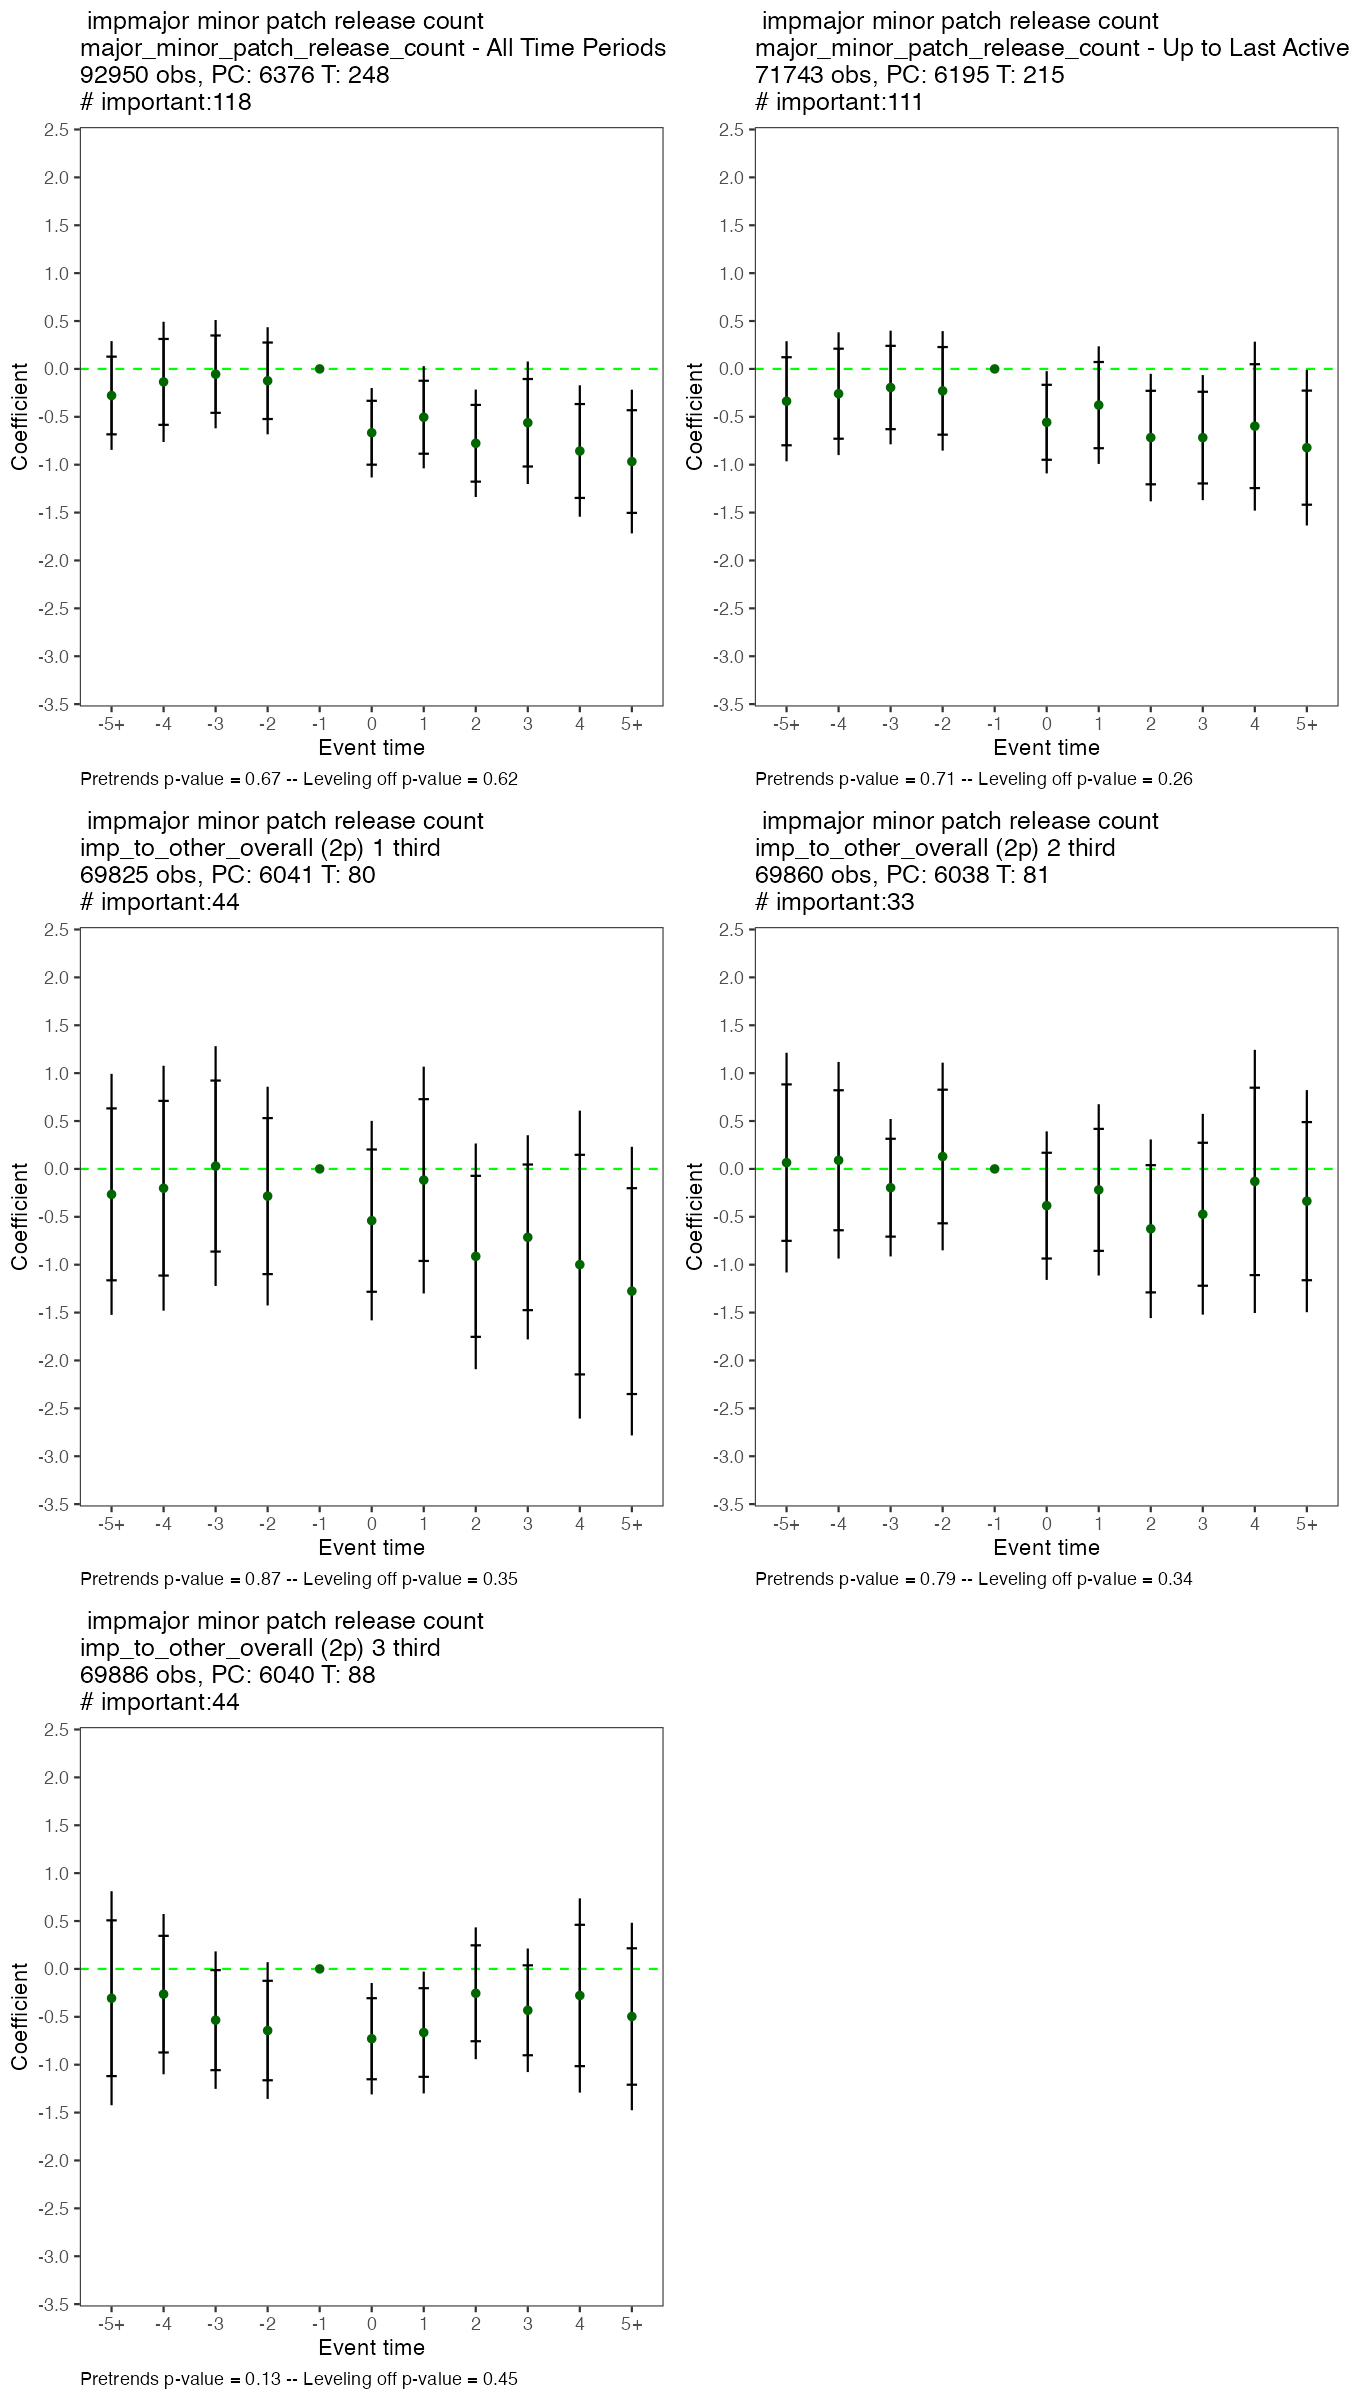 impmajor minor patch release count
major_minor_patch_release_count - All Time Periods
92950 obs, PC: 6376 T: 248
# important:118
2.5
2.0
1.5
1.0
0.5
0.0
-0.5
-1.0
-1.5
-2.0
-2.5
-3.0
-3.5
Coefficient
-5+ -4 -3 -2 -1 0 1 2 3 4 5+
Event time
Pretrends p-value = 0.67 -- Leveling off p-value = 0.62
impmajor minor patch release count
major_minor_patch_release_count - Up to Last Active
71743 obs, PC: 6195 T: 215
# important:111
2.5
2.0
1.5
1.0
0.5
0.0
-0.5
-1.0
-1.5
-2.0
-2.5
-3.0
-3.5
Coefficient
-5+ -4 -3 -2 -1 0 1 2 3 4 5+
Event time
Pretrends p-value = 0.71 -- Leveling off p-value = 0.26
impmajor minor patch release count
imp_to_other_overall (2p) 1 third
69825 obs, PC: 6041 T: 80
# important:44
2.5
2.0
1.5
1.0
0.5
0.0
-0.5
-1.0
-1.5
-2.0
-2.5
-3.0
-3.5
Coefficient
-5+ -4 -3 -2 -1 0 1 2 3 4 5+
Event time
Pretrends p-value = 0.87 -- Leveling off p-value = 0.35
impmajor minor patch release count
imp_to_other_overall (2p) 2 third
69860 obs, PC: 6038 T: 81
# important:33
2.5
2.0
1.5
1.0
0.5
0.0
-0.5
-1.0
-1.5
-2.0
-2.5
-3.0
-3.5
Coefficient
-5+ -4 -3 -2 -1 0 1 2 3 4 5+
Event time
Pretrends p-value = 0.79 -- Leveling off p-value = 0.34
impmajor minor patch release count
imp_to_other_overall (2p) 3 third
69886 obs, PC: 6040 T: 88
# important:44
2.5
2.0
1.5
1.0
0.5
0.0
-0.5
-1.0
-1.5
-2.0
-2.5
-3.0
-3.5
Coefficient
-5+ -4 -3 -2 -1 0 1 2 3 4 5+
Event time
Pretrends p-value = 0.13 -- Leveling off p-value = 0.45